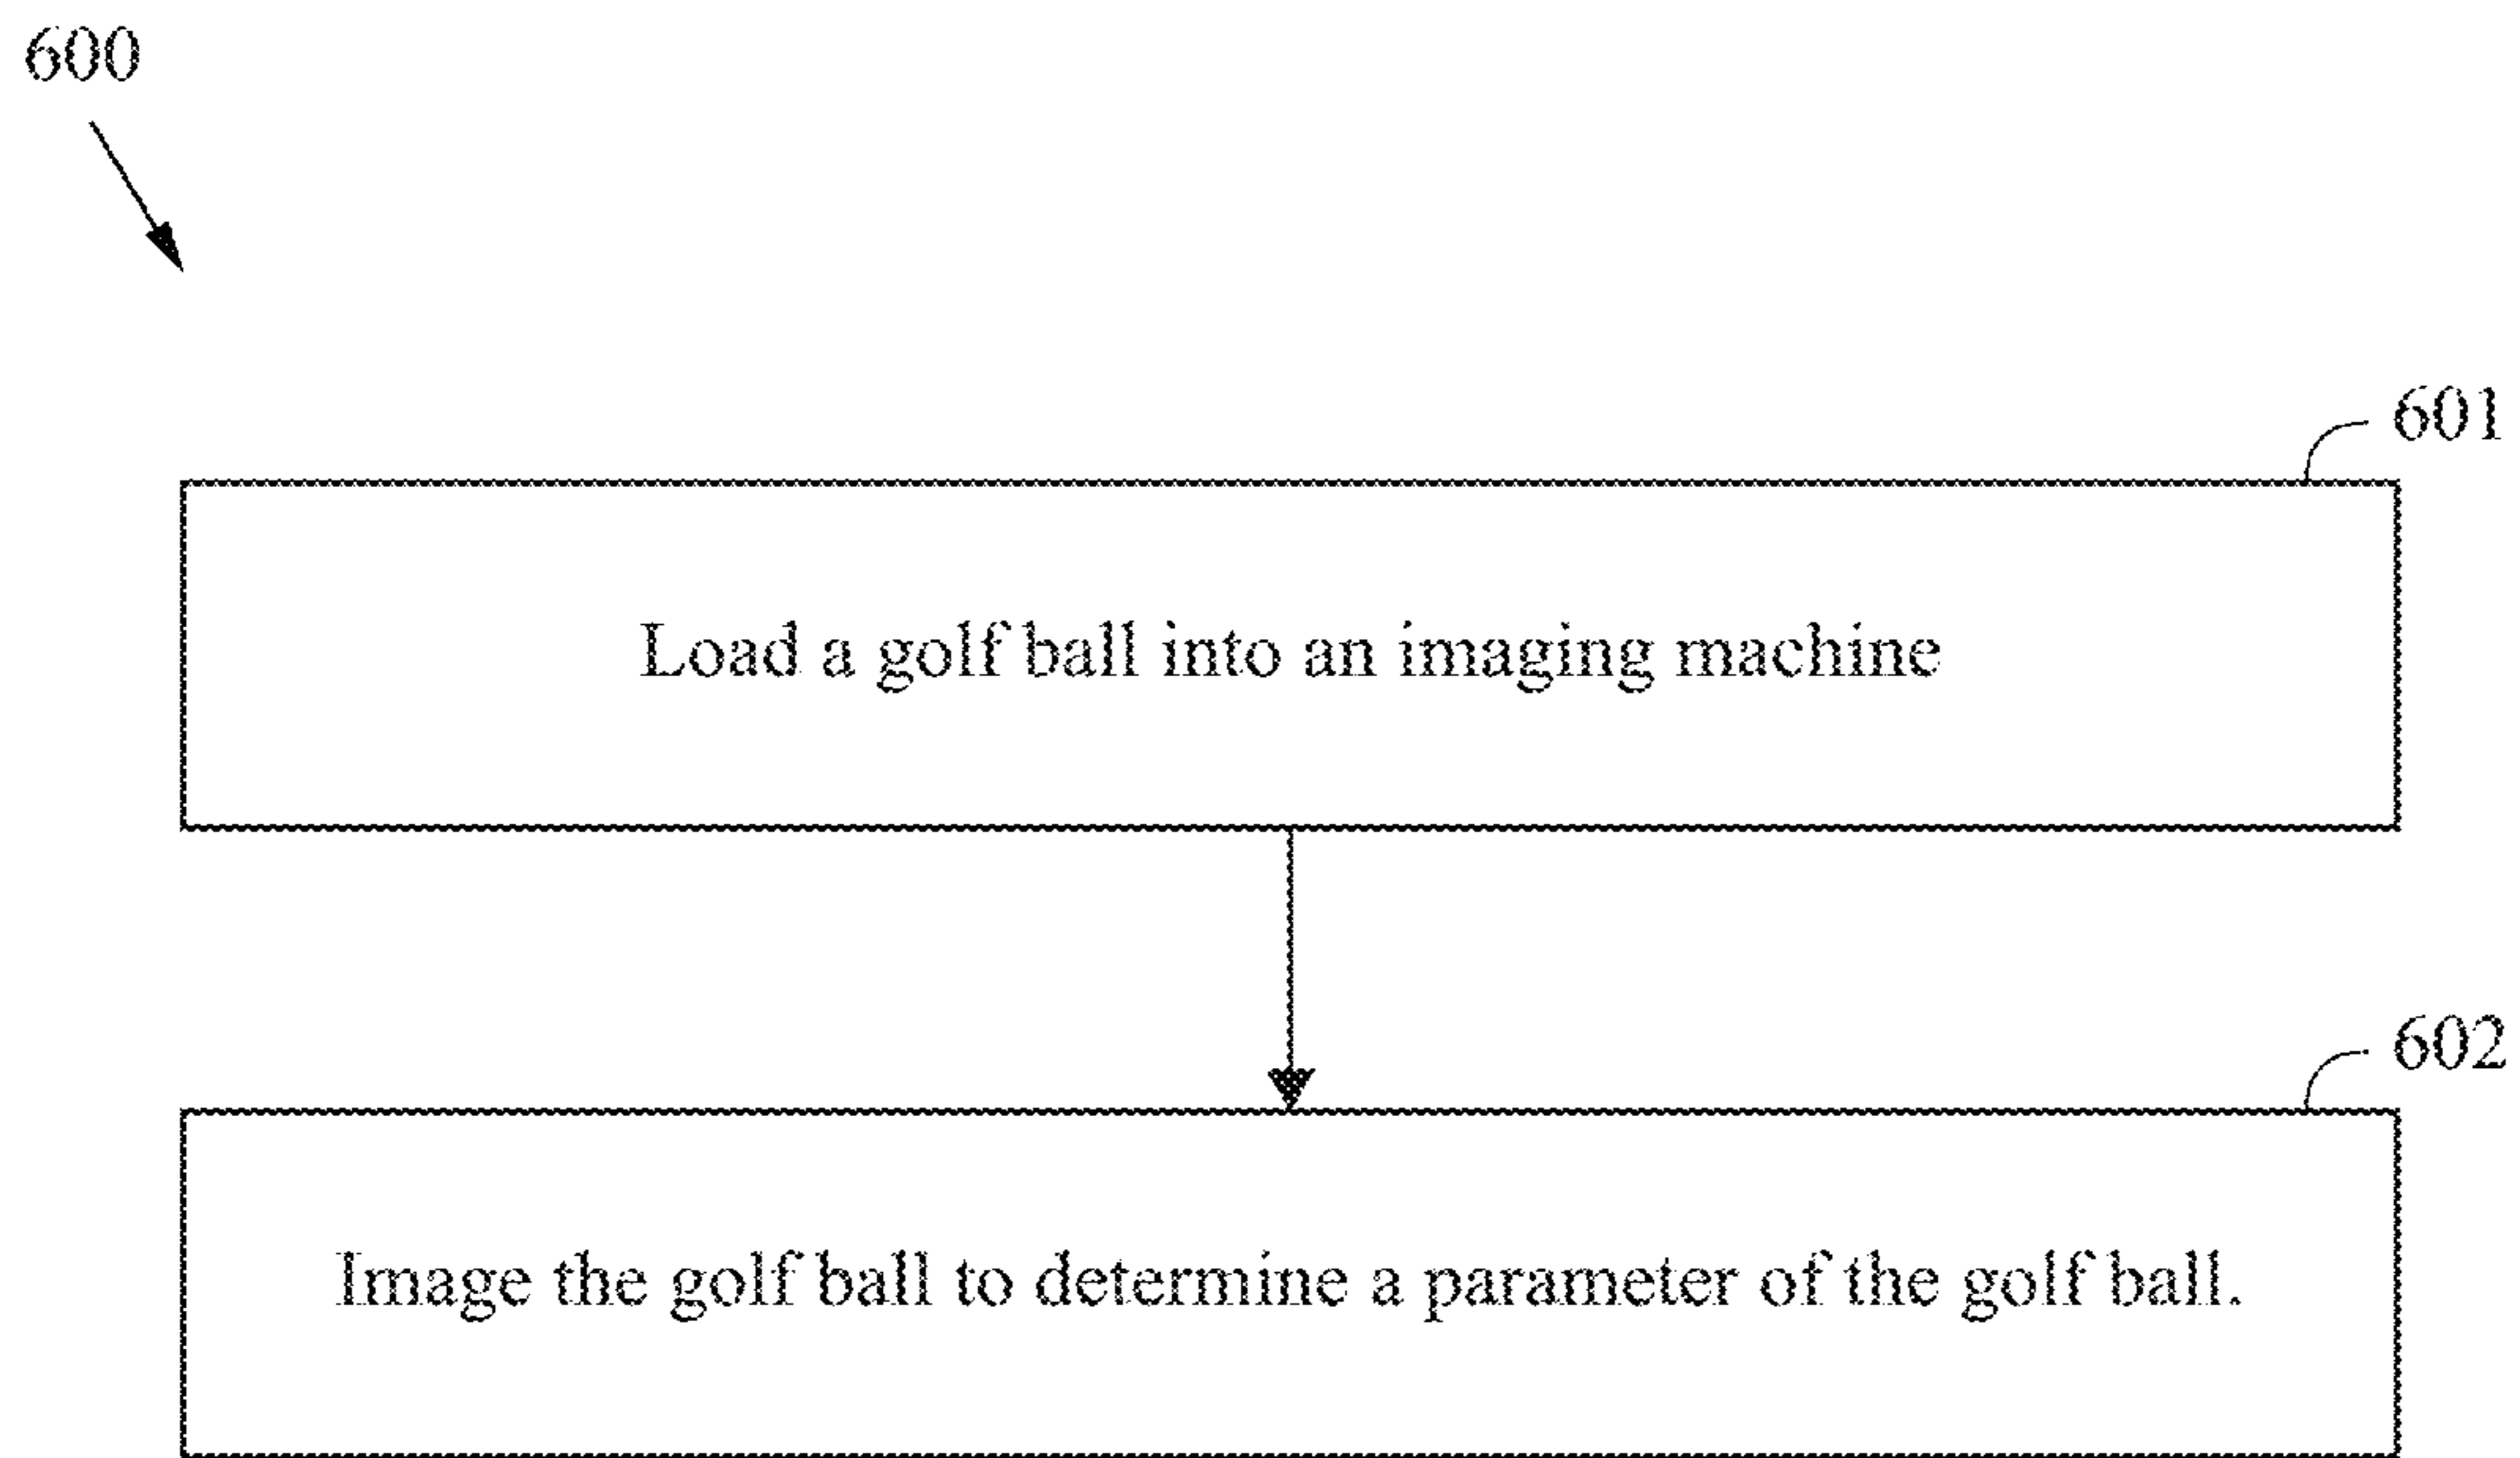 600
601
Load a golf ball into an imaging machine
602
Image the golf ball to determine a parameter of the golf ball.